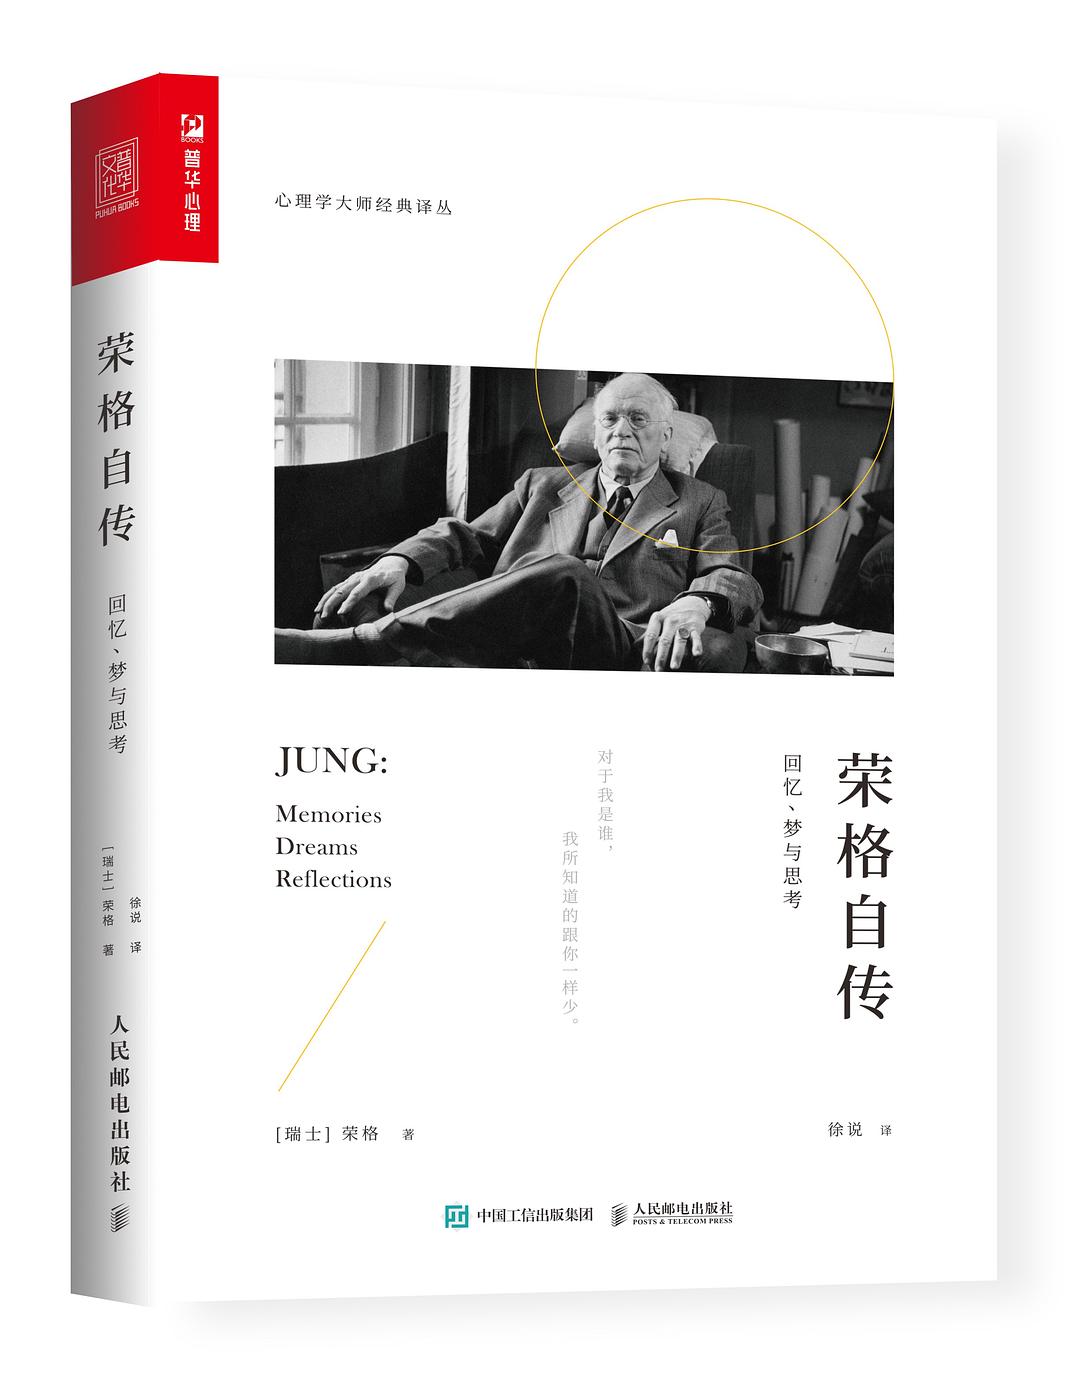 普华文化
PUHUA BOOKS
荣格自传
回忆、梦与思考
[瑞士]荣格 著
徐说 译
人民邮电出版社
BOOKS
普华心理
心理学大师经典译丛
JUNG:
Memories
Dreams
Reflections
对于我是谁，
我所知道的跟你一样少。
荣格自传
回忆、梦与思考
[瑞士] 荣格 著
徐说 译
中国工信出版集团
人民邮电出版社
POSTS & TELECOM PRESS